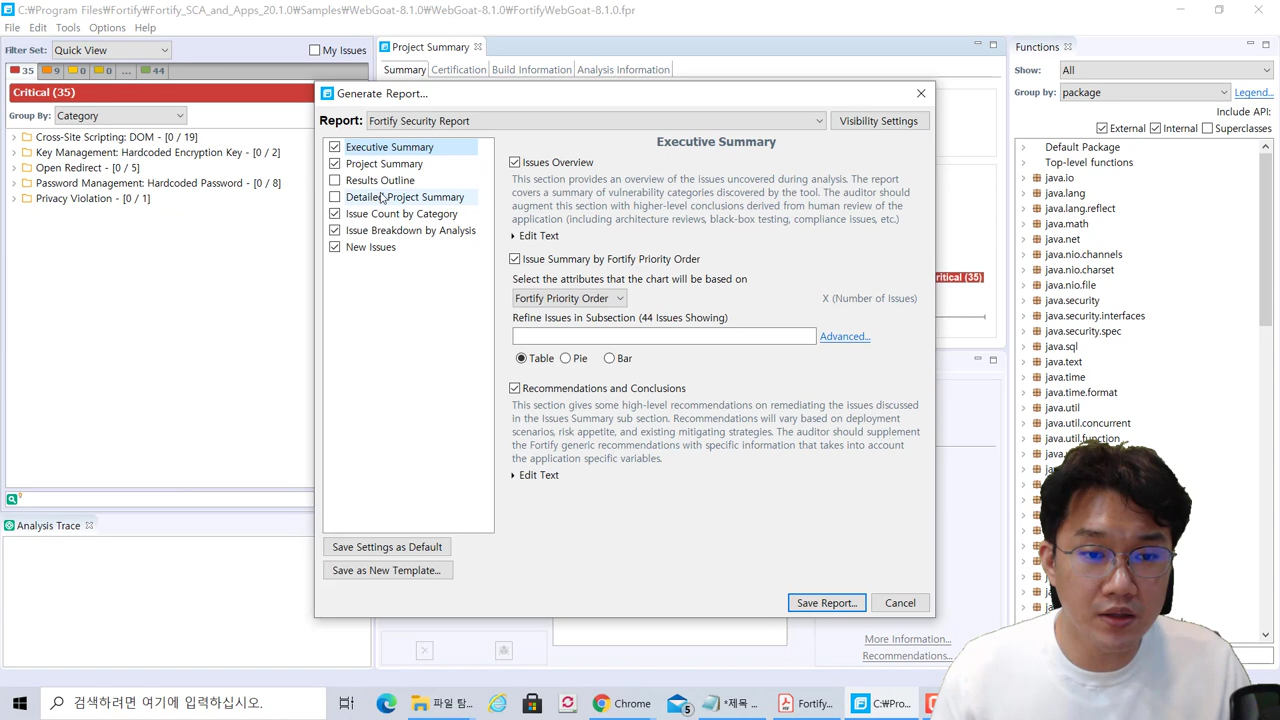 C:₩Program Files₩Fortify₩Fortify_SCA_and_Apps_20.1.0₩Samples₩WebGoat-8.1.0₩WebGoat-8.1.0₩FortifyWebGoat-8.1.0.fpr
File Edit Tools Options Help
Filter Set: Quick View
My Issues
35 9 0 0 ... 44
Critical (35)
Group By: Category
Cross-Site Scripting: DOM - [0 / 19]
Key Management: Hardcoded Encryption Key - [0 / 2]
Open Redirect - [0 / 5]
Password Management: Hardcoded Password - [0 / 8]
Privacy Violation - [0 / 1]
Analysis Trace
Project Summary
Summary Certification Build Information Analysis Information
Generate Report...
Report: Fortify Security Report
Visibility Settings
Executive Summary
Project Summary
Results Outline
Detailed Project Summary
Issue Count by Category
Issue Breakdown by Analysis
New Issues
Save Settings as Default
Save as New Template...
Executive Summary
Issues Overview
This section provides an overview of the issues uncovered during analysis. The report
covers a summary of vulnerability categories discovered by the tool. The auditor should
augment this section with higher-level conclusions derived from human review of the
application (including architecture reviews, black-box testing, compliance issues, etc.)
Edit Text
Issue Summary by Fortify Priority Order
Select the attributes that the chart will be based on
Fortify Priority Order
X (Number of Issues)
Refine Issues in Subsection (44 Issues Showing)
Advanced...
Table Pie Bar
Recommendations and Conclusions
This section gives some high-level recommendations on remediating the issues discussed
in the Issues Summary sub section. Recommendations will vary based on deployment
scenarios, risk appetite, and existing mitigating strategies. The auditor should supplement
the Fortify generic recommendations with specific information that takes into account
the application specific variables.
Edit Text
Save Report...
Cancel
ritical (35)
More Information...
Recommendations...
Functions
Show: All
Group by: package
Legend...
Include API:
External Internal Superclasses
Default Package
Top-level functions
java.io
java.lang
java.lang.reflect
java.math
java.net
java.nio.channels
java.nio.charset
java.nio.file
java.security
java.security.interfaces
java.security.spec
java.sql
java.text
java.time
java.time.format
java.util
java.util.concurrent
java.util.function
검색하려면 여기에 입력하십시오.
파일 탐...
Chrome
5
*제목 ...
Fortify...
C:₩Pro...